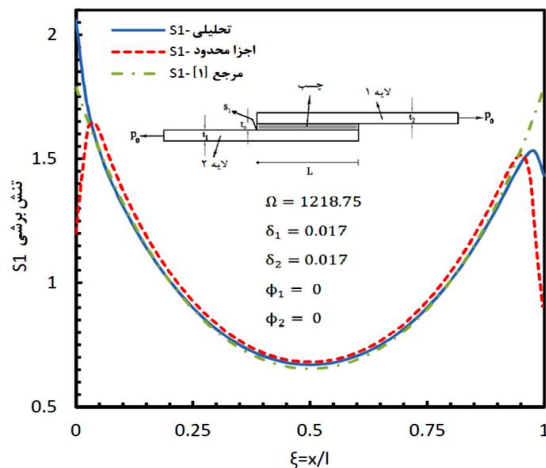 2
S1- تحلیلی
S1- اجزا محدود
S1- مرجع [۱]
چسب
لایه ۱
S₁
t₀
t₁
t₂
P₀
P₀
لایه ۲
L
1.5
تنش برشی S1
Ω = 1218.75
δ₁ = 0.017
δ₂ = 0.017
ϕ₁ = 0
ϕ₂ = 0
1
0.5
0
0.25
0.5
0.75
1
ξ=x/l